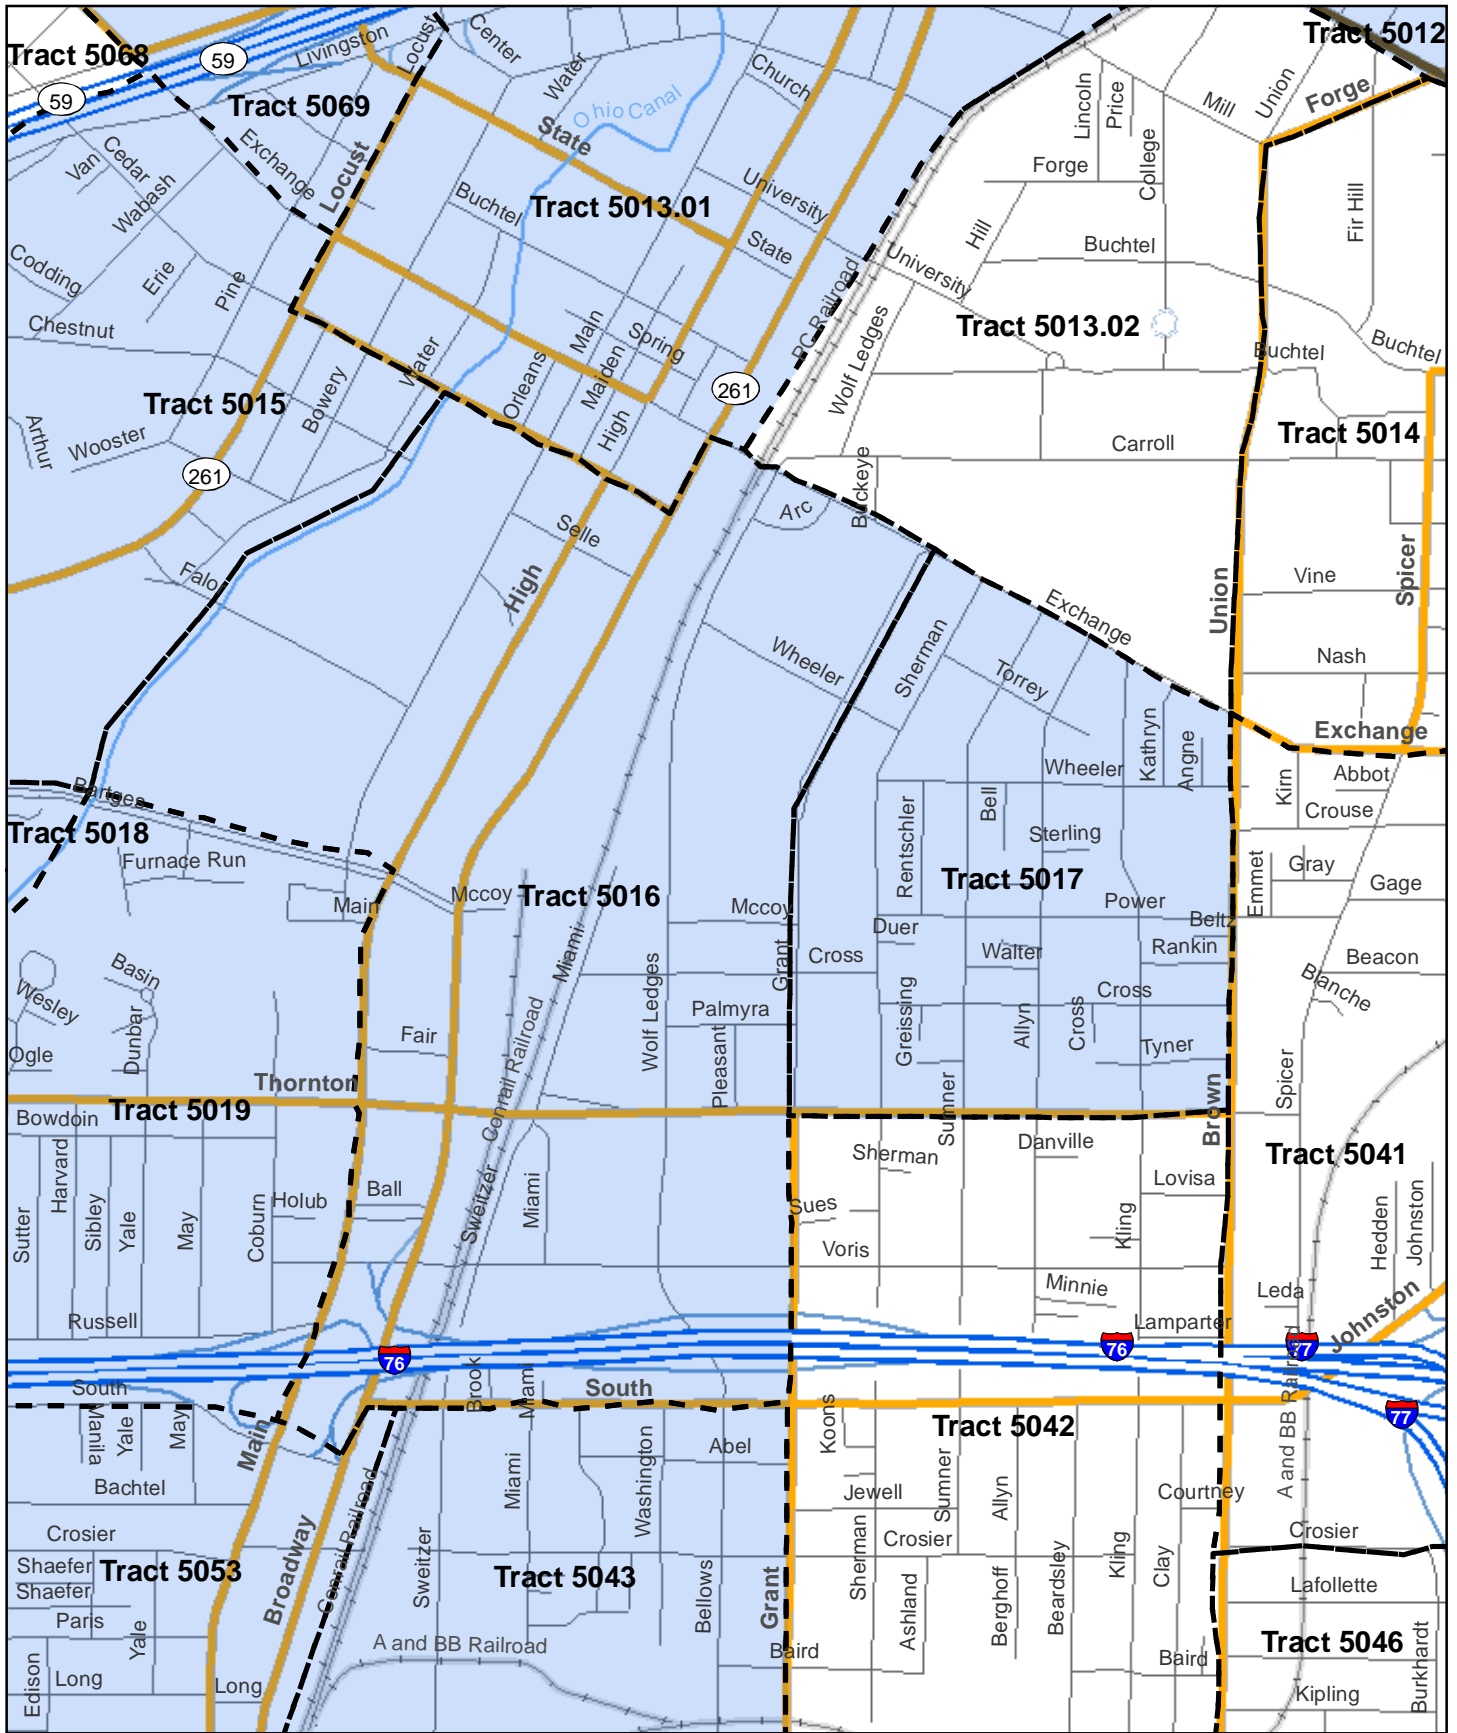 Tract 5068
59
59
Livingston
Locust
Center
Water
Church
Ohio Canal
Tract 5012
Lincoln
Price
Mill
Union
Forge
Tract 5069
Exchange
Locust
State
Van
Cedar
Wabash
Buchtel
Tract 5013.01
University
State
Forge
College
Fir Hill
Hill
Buchtel
University
Codding
Erie
Pine
Chestnut
Main
Spring
PC Railroad
Wolf Ledges
Tract 5013.02
Buchtel
Buchtel
Water
Orleans
Maiden
High
261
Tract 5015
Bowery
Arthur
Wooster
261
Carroll
Tract 5014
Buckeye
Arc
Selle
High
Falo
Union
Vine
Spicer
Exchange
Wheeler
Sherman
Torrey
Nash
Kathryn
Angne
Exchange
Wheeler
Bartges
Kirn
Abbot
Crouse
Tract 5018
Furnace Run
Rentschler
Bell
Sterling
Tract 5017
Emmet
Gray
Gage
Main
Mccoy
Tract 5016
Mccoy
Power
Beltz
Duer
Walter
Rankin
Cross
Grant
Miami
Wolf Ledges
Beacon
Blanche
Basin
Wesley
Dunbar
Ogle
Palmyra
Pleasant
Greissing
Allyn
Cross
Cross
Tyner
Fair
Conrail Railroad
Thornton
Tract 5019
Bowdoin
Sumner
Brown
Spicer
Danville
Sherman
Lovisa
Tract 5041
Harvard
Sutter
Sibley
Yale
May
Coburn
Holub
Ball
Sweitzer
Miami
Sues
Voris
Kling
Hedden
Johnston
Minnie
Leda
Lamparter
Johnston
Russell
76
76
77
77
South
Brook
Miami
South
A and BB Railroad
Manila
Yale
May
Main
Koons
Tract 5042
Abel
Bachtel
Miami
Washington
Jewell
Sumner
Allyn
Courtney
Crosier
Crosier
Crosier
Shaefer
Shaefer
Tract 5053
Broadway
Conrail Railroad
Sweitzer
Tract 5043
Bellows
Grant
Sherman
Ashland
Berghoff
Beardsley
Kling
Clay
Lafollette
Paris
Yale
A and BB Railroad
Baird
Baird
Tract 5046
Burkhardt
Edison
Long
Long
Kipling